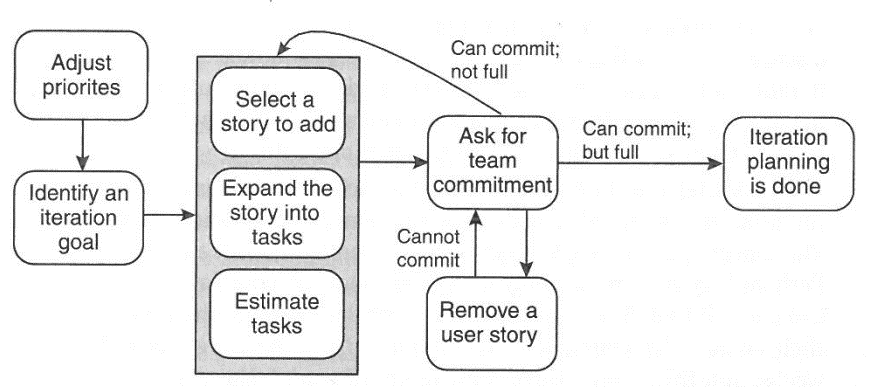 Adjust
priorites
Identify an
iteration
goal
Select a
story to add
Expand the
story into
tasks
Estimate
tasks
Can commit;
not full
Ask for
team
commitment
Cannot
commit
Remove a
user story
Can commit;
but full
Iteration
planning
is done